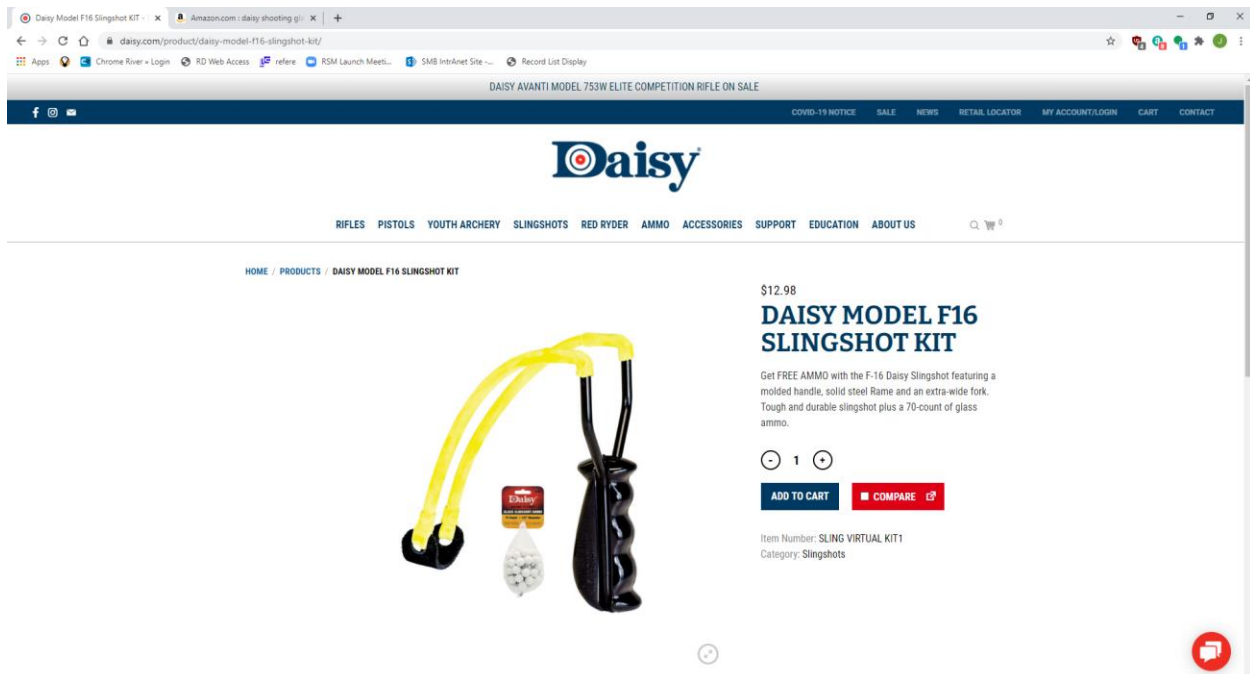 Daisy Model F16 Slingshot KIT -
Amazon.com : daisy shooting gl
daisy.com/product/daisy-model-f16-slingshot-kit/
Apps
Chrome River » Login
RD Web Access
refere
RSM Launch Meeti...
SMB IntrAnet Site -...
Record List Display
DAISY AVANTI MODEL 753W ELITE COMPETITION RIFLE ON SALE
COVID-19 NOTICE SALE NEWS RETAIL LOCATOR MY ACCOUNT/LOGIN CART CONTACT
Daisy
RIFLES PISTOLS YOUTH ARCHERY SLINGSHOTS RED RYDER AMMO ACCESSORIES SUPPORT EDUCATION ABOUT US 0
HOME / PRODUCTS / DAISY MODEL F16 SLINGSHOT KIT
$12.98
DAISY MODEL F16
SLINGSHOT KIT
Get FREE AMMO with the F-16 Daisy Slingshot featuring a
molded handle, solid steel Rame and an extra-wide fork.
Tough and durable slingshot plus a 70-count of glass
ammo.
- 1 +
ADD TO CART COMPARE
Item Number: SLING VIRTUAL KIT1
Category: Slingshots
Daisy